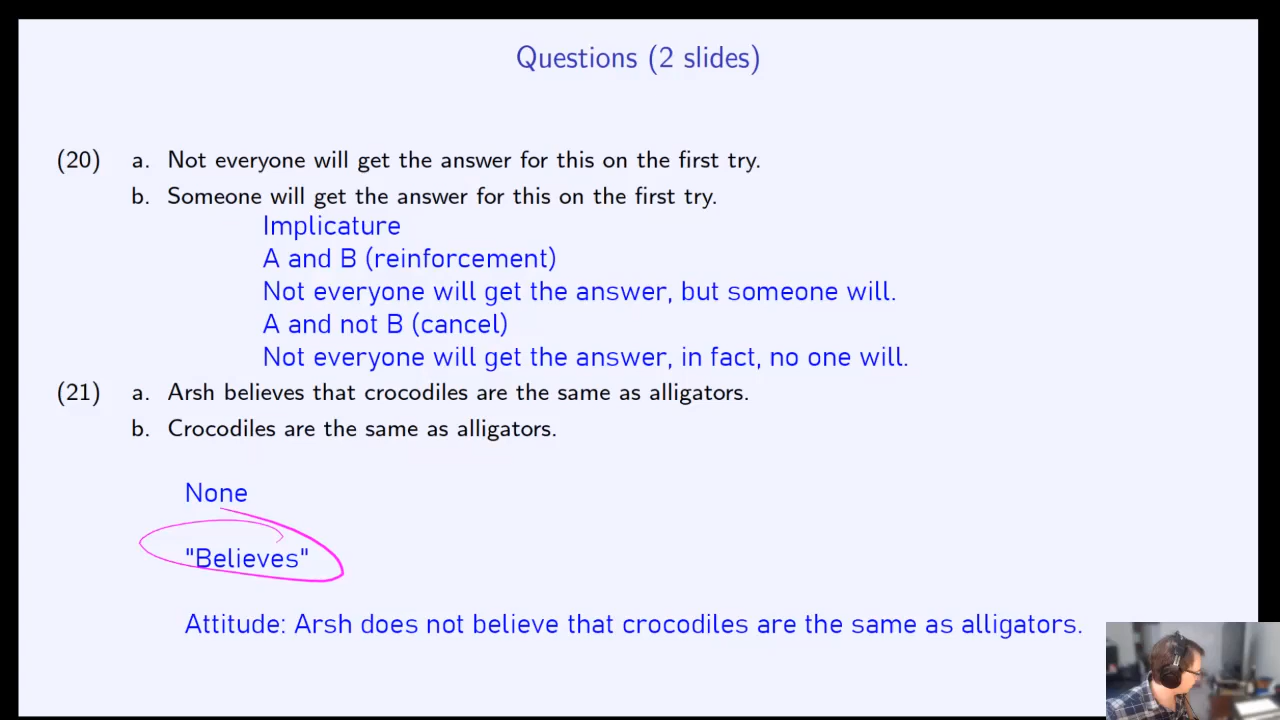 Questions (2 slides)
(20) a. Not everyone will get the answer for this on the first try.
b. Someone will get the answer for this on the first try.
Implicature
A and B (reinforcement)
Not everyone will get the answer, but someone will.
A and not B (cancel)
Not everyone will get the answer, in fact, no one will.
(21) a. Arsh believes that crocodiles are the same as alligators.
b. Crocodiles are the same as alligators.
None
"Believes"
Attitude: Arsh does not believe that crocodiles are the same as alligators.